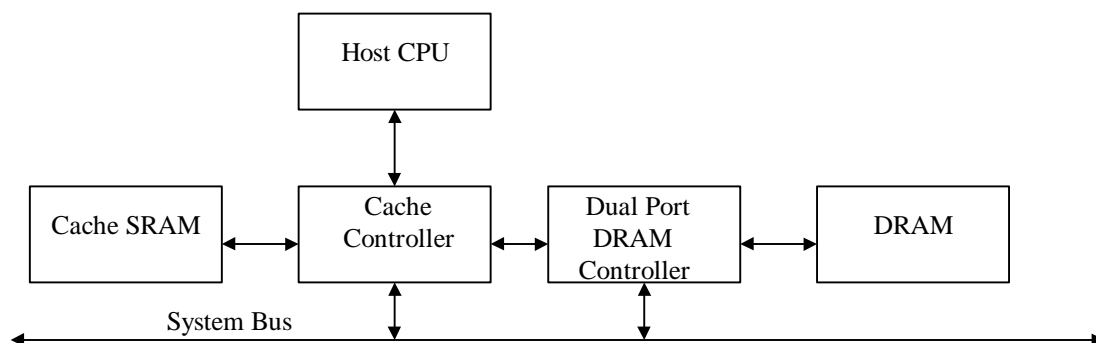 Host CPU
Cache SRAM
Cache
Controller
Dual Port
DRAM
Controller
DRAM
System Bus